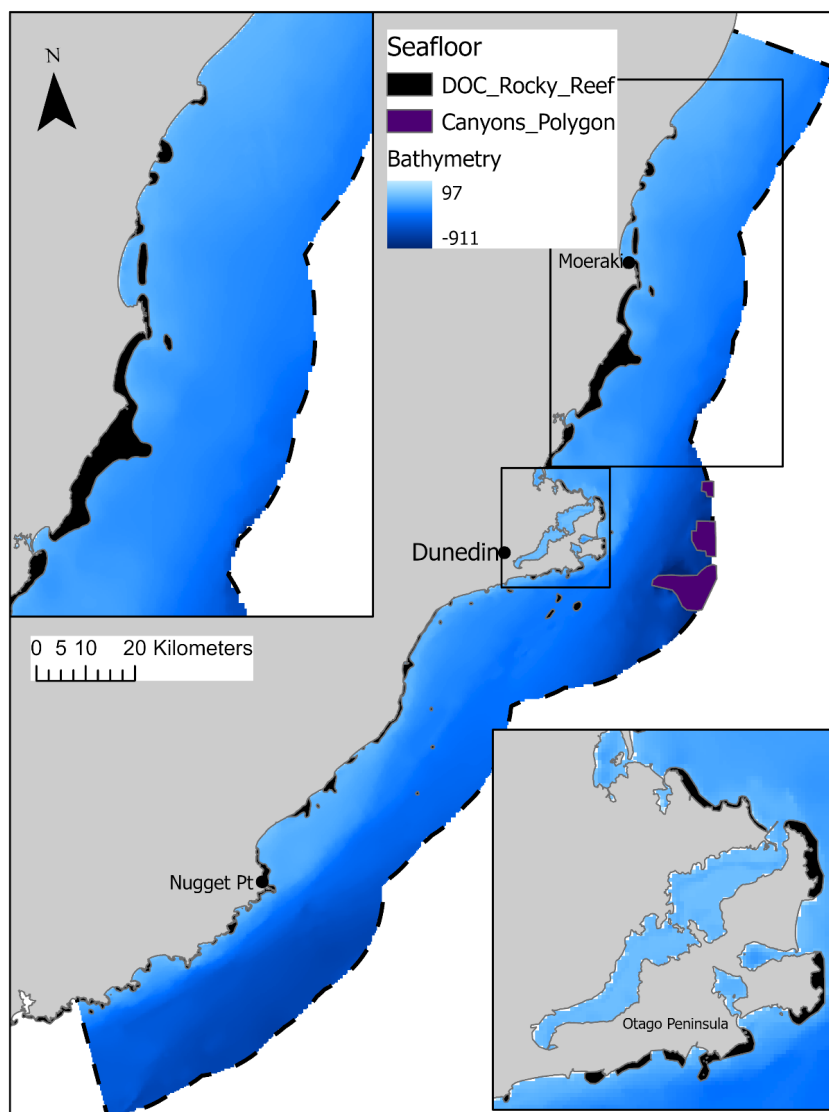 N
Seafloor
DOC_Rocky_Reef
Canyons_Polygon
Bathymetry
97
-911
Moeraki
Dunedin
0 5 10 20 Kilometers
Nugget Pt
Otago Peninsula